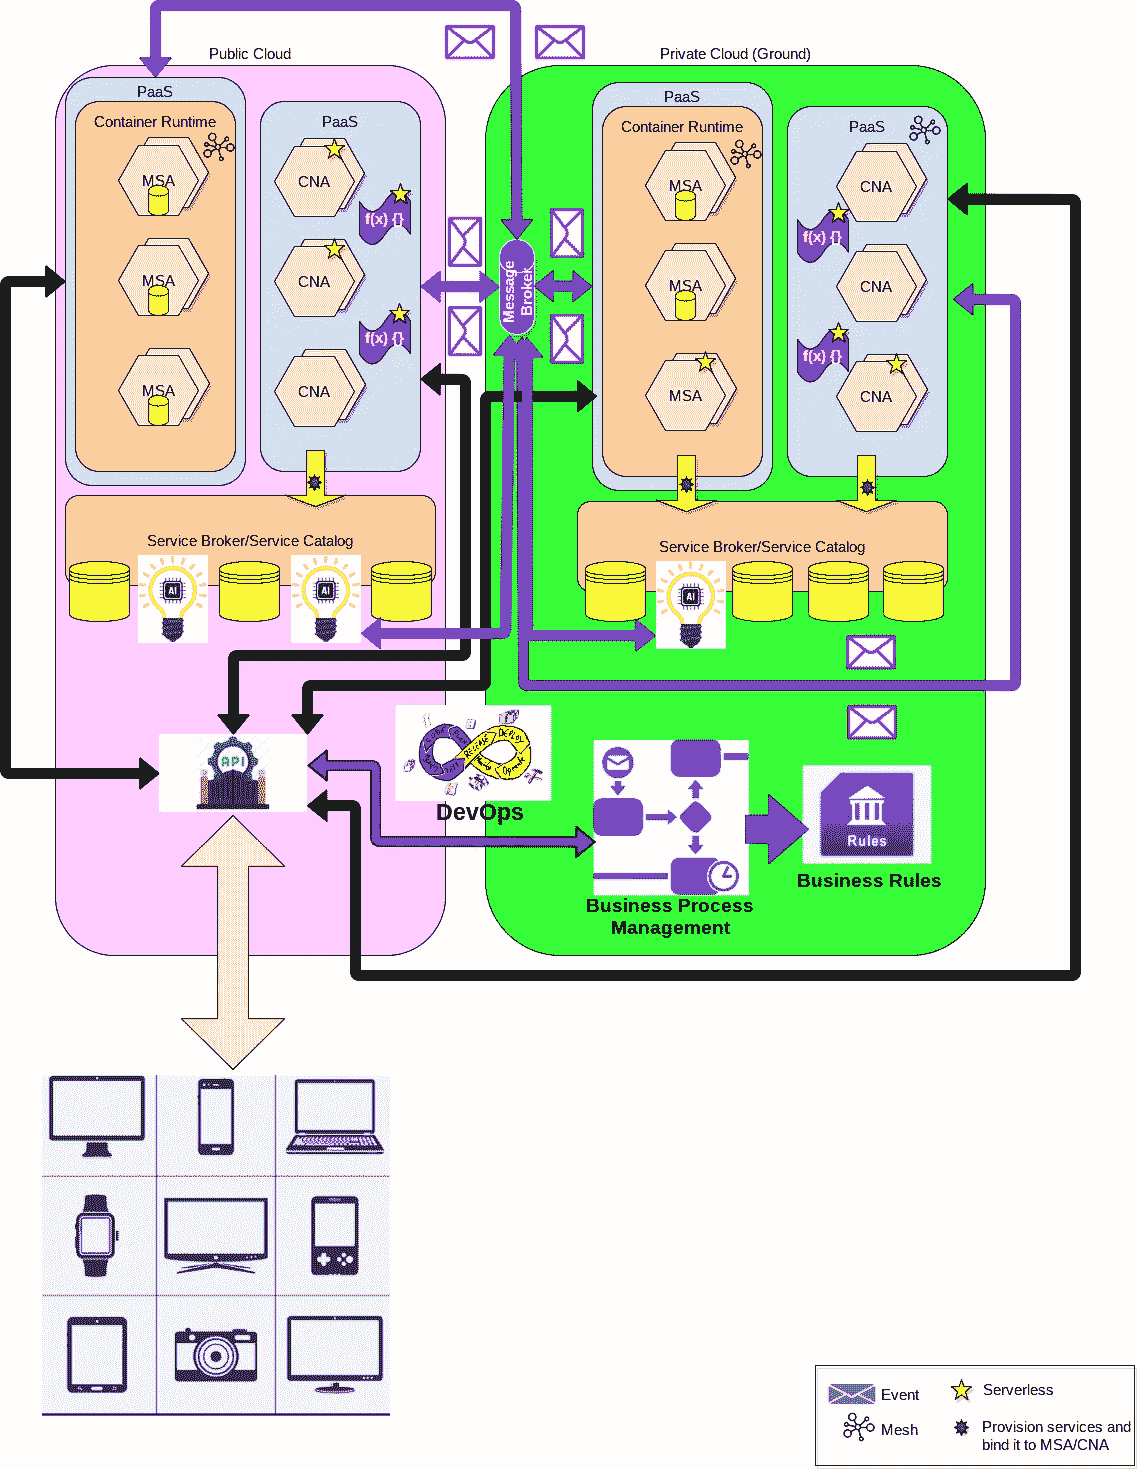 Public Cloud
Private Cloud (Ground)
PaaS
Container Runtime
MSA
MSA
MSA
PaaS
CNA
f(x) {}
CNA
f(x) {}
CNA
Message
Broker
PaaS
Container Runtime
MSA
MSA
MSA
PaaS
CNA
f(x) {}
CNA
f(x) {}
CNA
Service Broker/Service Catalog
AI
AI
Service Broker/Service Catalog
AI
API
RELEASE
DEPLOY
DevOps
Business Process
Management
Rules
Business Rules
Event
Serverless
Mesh
Provision services and
bind it to MSA/CNA